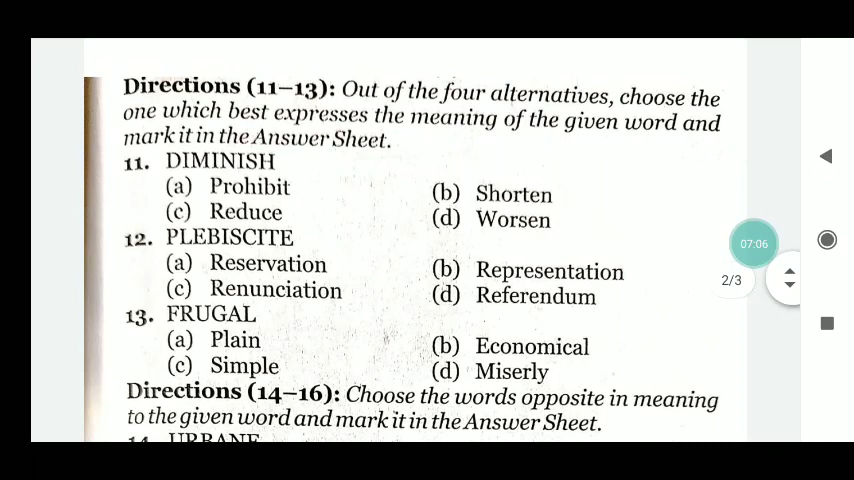 Directions (11–13): Out of the four alternatives, choose the
one which best expresses the meaning of the given word and
mark it in the Answer Sheet.
11. DIMINISH
(a) Prohibit (b) Shorten
(c) Reduce (d) Worsen
12. PLEBISCITE
(a) Reservation (b) Representation
(c) Renunciation (d) Referendum
13. FRUGAL
(a) Plain (b) Economical
(c) Simple (d) Miserly
Directions (14–16): Choose the words opposite in meaning
to the given word and mark it in the Answer Sheet.
14. URBANE
07:06
2/3